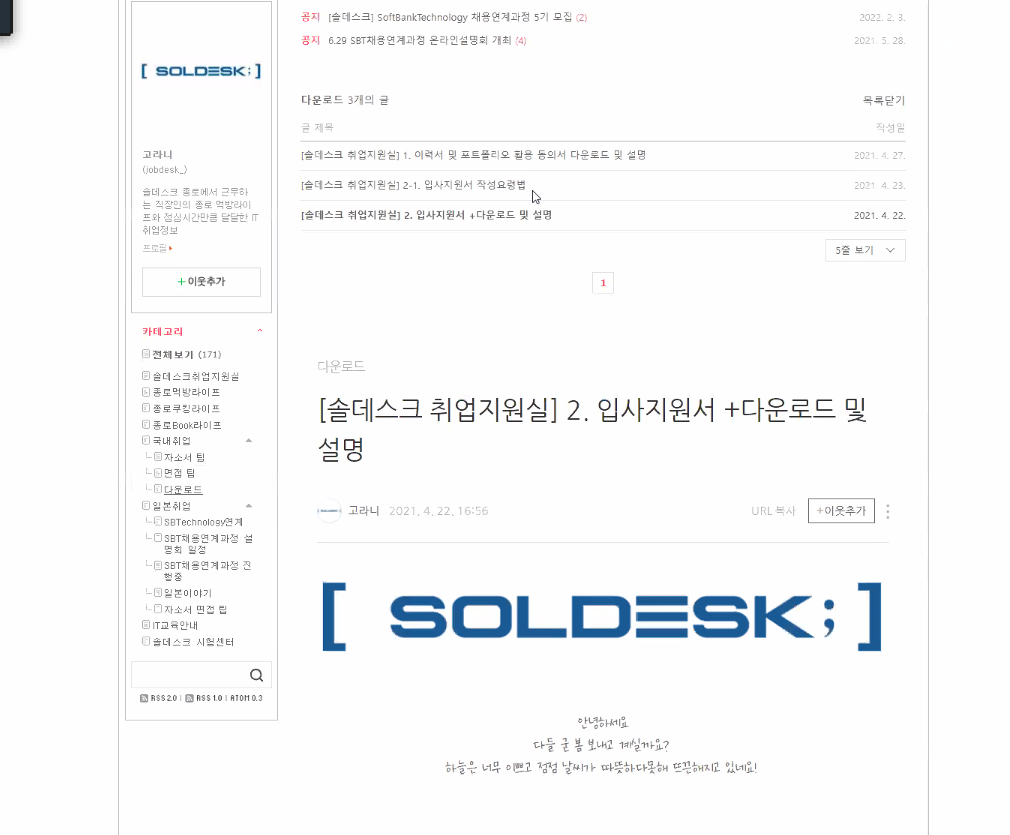 공지 [솔데스크] SoftBankTechnology 채용연계과정 5기 모집 (2) 2022. 2. 3.
공지 6.29 SBT채용연계과정 온라인설명회 개최 (4) 2021. 5. 28.
다운로드 3개의 글 목록닫기
글 제목 작성일
[솔데스크 취업지원실] 1. 이력서 및 포트폴리오 활용 동의서 다운로드 및 설명 2021. 4. 27.
[솔데스크 취업지원실] 2-1. 입사지원서 작성요령법 2021. 4. 23.
[솔데스크 취업지원실] 2. 입사지원서 +다운로드 및 설명 2021. 4. 22.
5줄 보기
1
[ SOLDESK; ]
고라니
(jobdesk_)
솔데스크 종로에서 근무하
는 직장인의 종로 먹방라이
프와 점심시간만큼 달달한 IT
취업정보
프로필
+이웃추가
카테고리
전체보기 (171)
솔데스크취업지원실
종로먹방라이프
종로쿠킹라이프
종로Book라이프
국내취업
자소서 팁
면접 팁
다운로드
일본취업
SBTechnology연계
SBT채용연계과정 설
명회 일정
SBT채용연계과정 진
행중
일본이야기
자소서 면접 팁
IT교육안내
솔데스크 시험센터
RSS 2.0 | RSS 1.0 | ATOM 0.3
다운로드
[솔데스크 취업지원실] 2. 입사지원서 +다운로드 및
설명
고라니 2021. 4. 22. 16:56 URL 복사 +이웃추가
[ SOLDESK; ]
안녕하세요
다들 굳 봄 보내고 계실까요?
하늘은 너무 이쁘고 점점 날씨가 따뜻하다못해 뜨끈해지고 있네요!